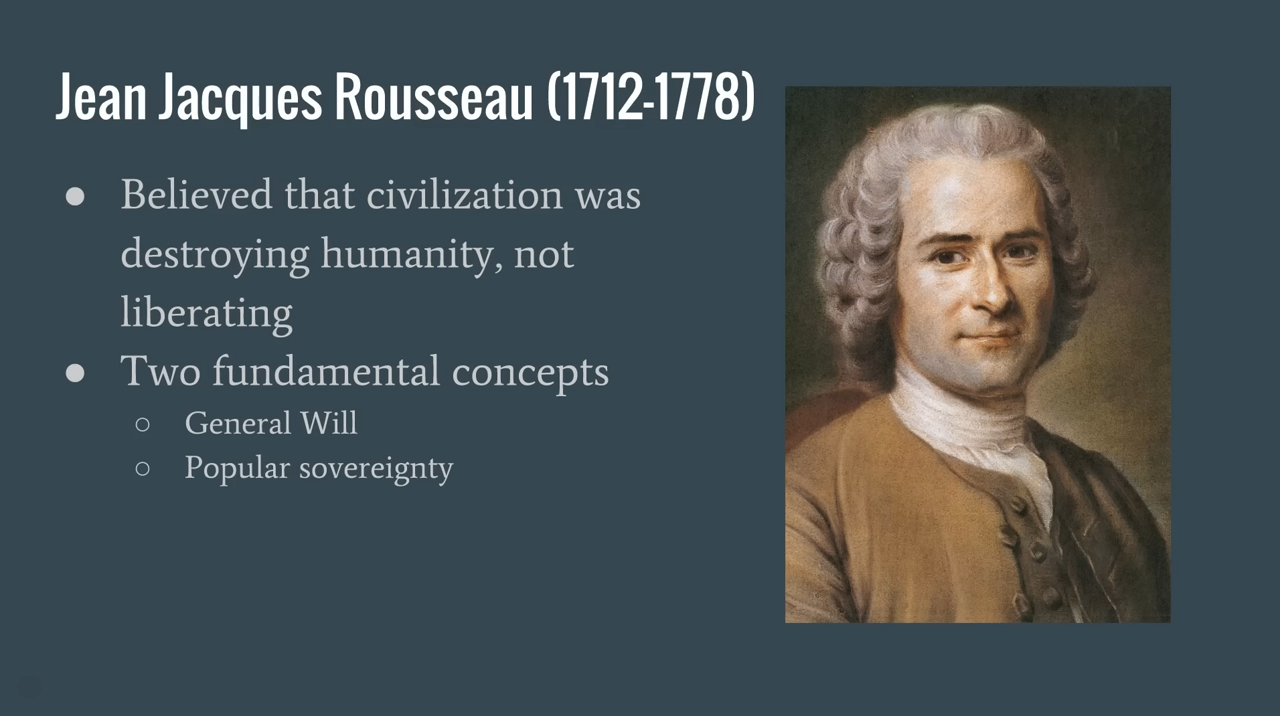 Jean Jacques Rousseau (1712-1778)
● Believed that civilization was
destroying humanity, not
liberating
● Two fundamental concepts
○ General Will
○ Popular sovereignty